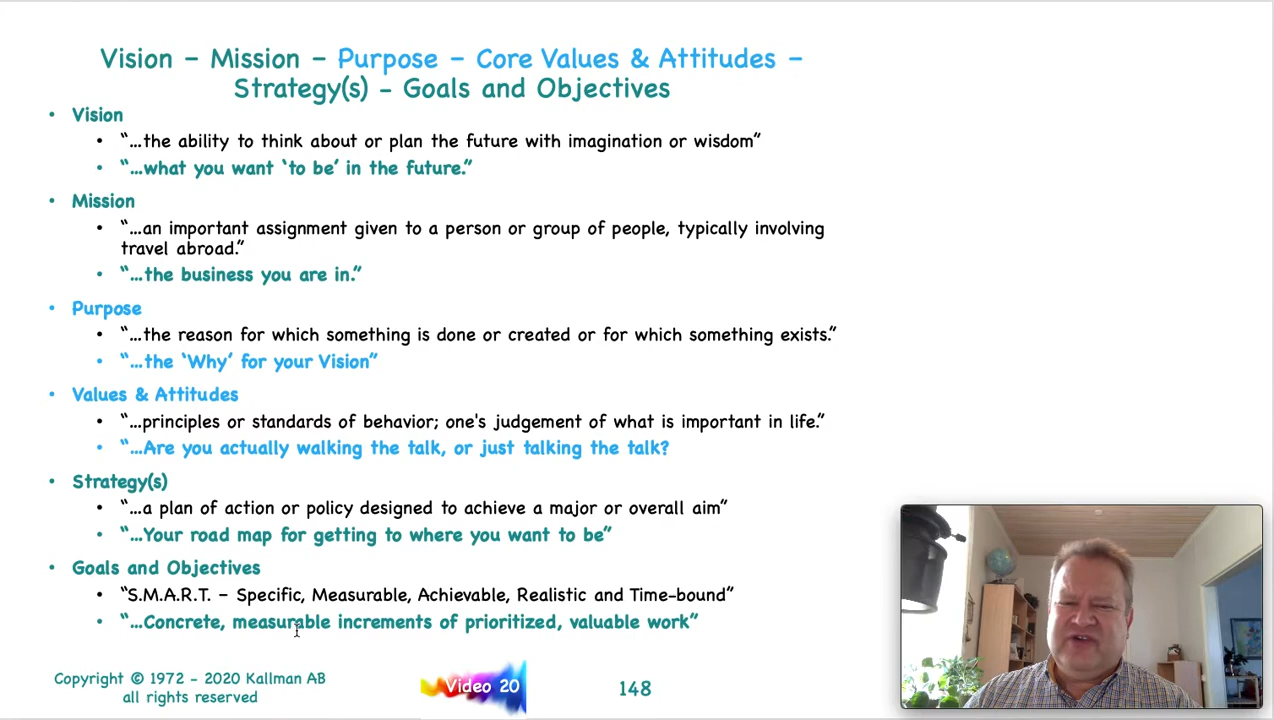 Vision – Mission – Purpose – Core Values & Attitudes –
Strategy(s) – Goals and Objectives
• Vision
• “…the ability to think about or plan the future with imagination or wisdom”
• “…what you want ‘to be’ in the future.”
• Mission
• “…an important assignment given to a person or group of people, typically involving
travel abroad.”
• “…the business you are in.”
• Purpose
• “…the reason for which something is done or created or for which something exists.”
• “…the ‘Why’ for your Vision”
• Values & Attitudes
• “…principles or standards of behavior; one's judgement of what is important in life.”
• “…Are you actually walking the talk, or just talking the talk?
• Strategy(s)
• “…a plan of action or policy designed to achieve a major or overall aim”
• “…Your road map for getting to where you want to be”
• Goals and Objectives
• “S.M.A.R.T. – Specific, Measurable, Achievable, Realistic and Time-bound”
• “…Concrete, measurable increments of prioritized, valuable work”
Copyright © 1972 – 2020 Kallman AB
all rights reserved
Video 20
148